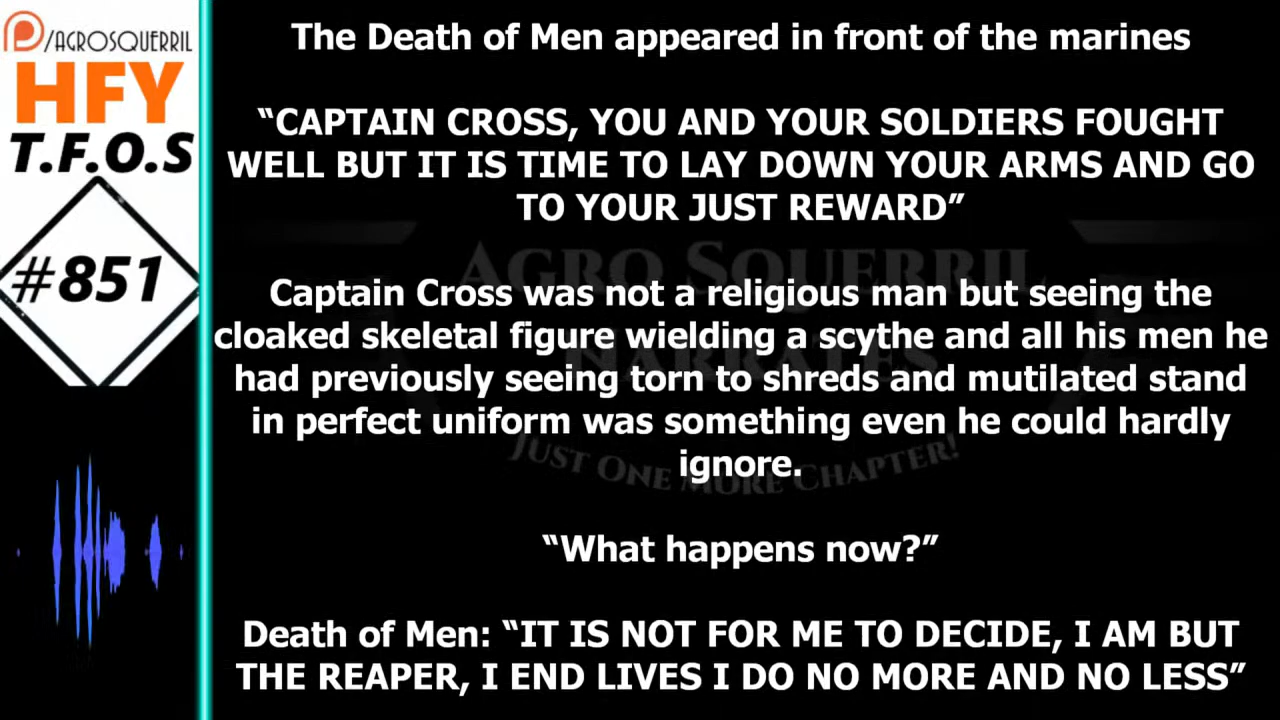 /AGROSQUERRIL
HFY
T.F.O.S
#851
The Death of Men appeared in front of the marines
“CAPTAIN CROSS, YOU AND YOUR SOLDIERS FOUGHT
WELL BUT IT IS TIME TO LAY DOWN YOUR ARMS AND GO
TO YOUR JUST REWARD”
Captain Cross was not a religious man but seeing the
cloaked skeletal figure wielding a scythe and all his men he
had previously seeing torn to shreds and mutilated stand
in perfect uniform was something even he could hardly
ignore.
“What happens now?”
Death of Men: “IT IS NOT FOR ME TO DECIDE, I AM BUT
THE REAPER, I END LIVES I DO NO MORE AND NO LESS”
AGRO SQUERRIL
NARRATES
JUST ONE MORE CHAPTER!